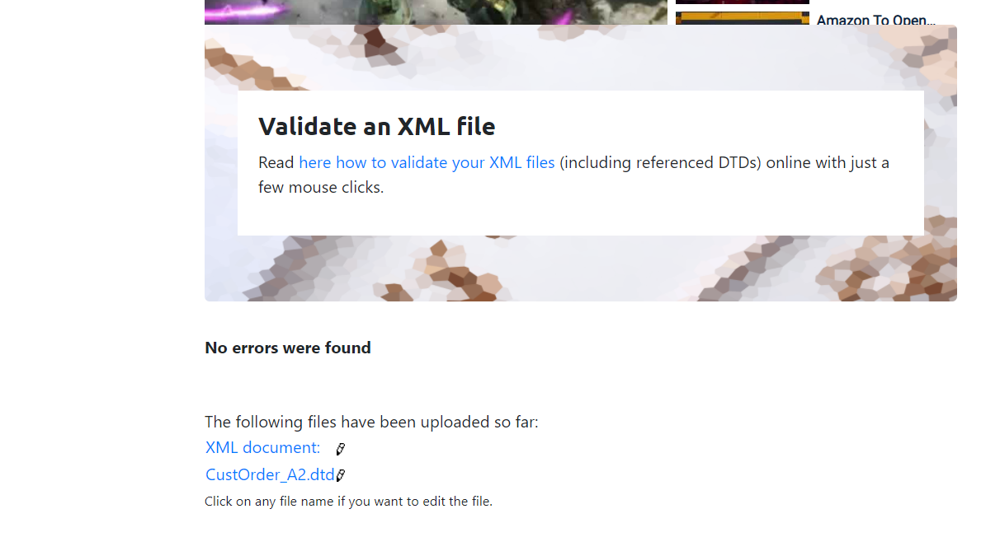 Amazon To Open...
Validate an XML file
Read here how to validate your XML files (including referenced DTDs) online with just a
few mouse clicks.
No errors were found
The following files have been uploaded so far:
XML document:
CustOrder_A2.dtd
Click on any file name if you want to edit the file.